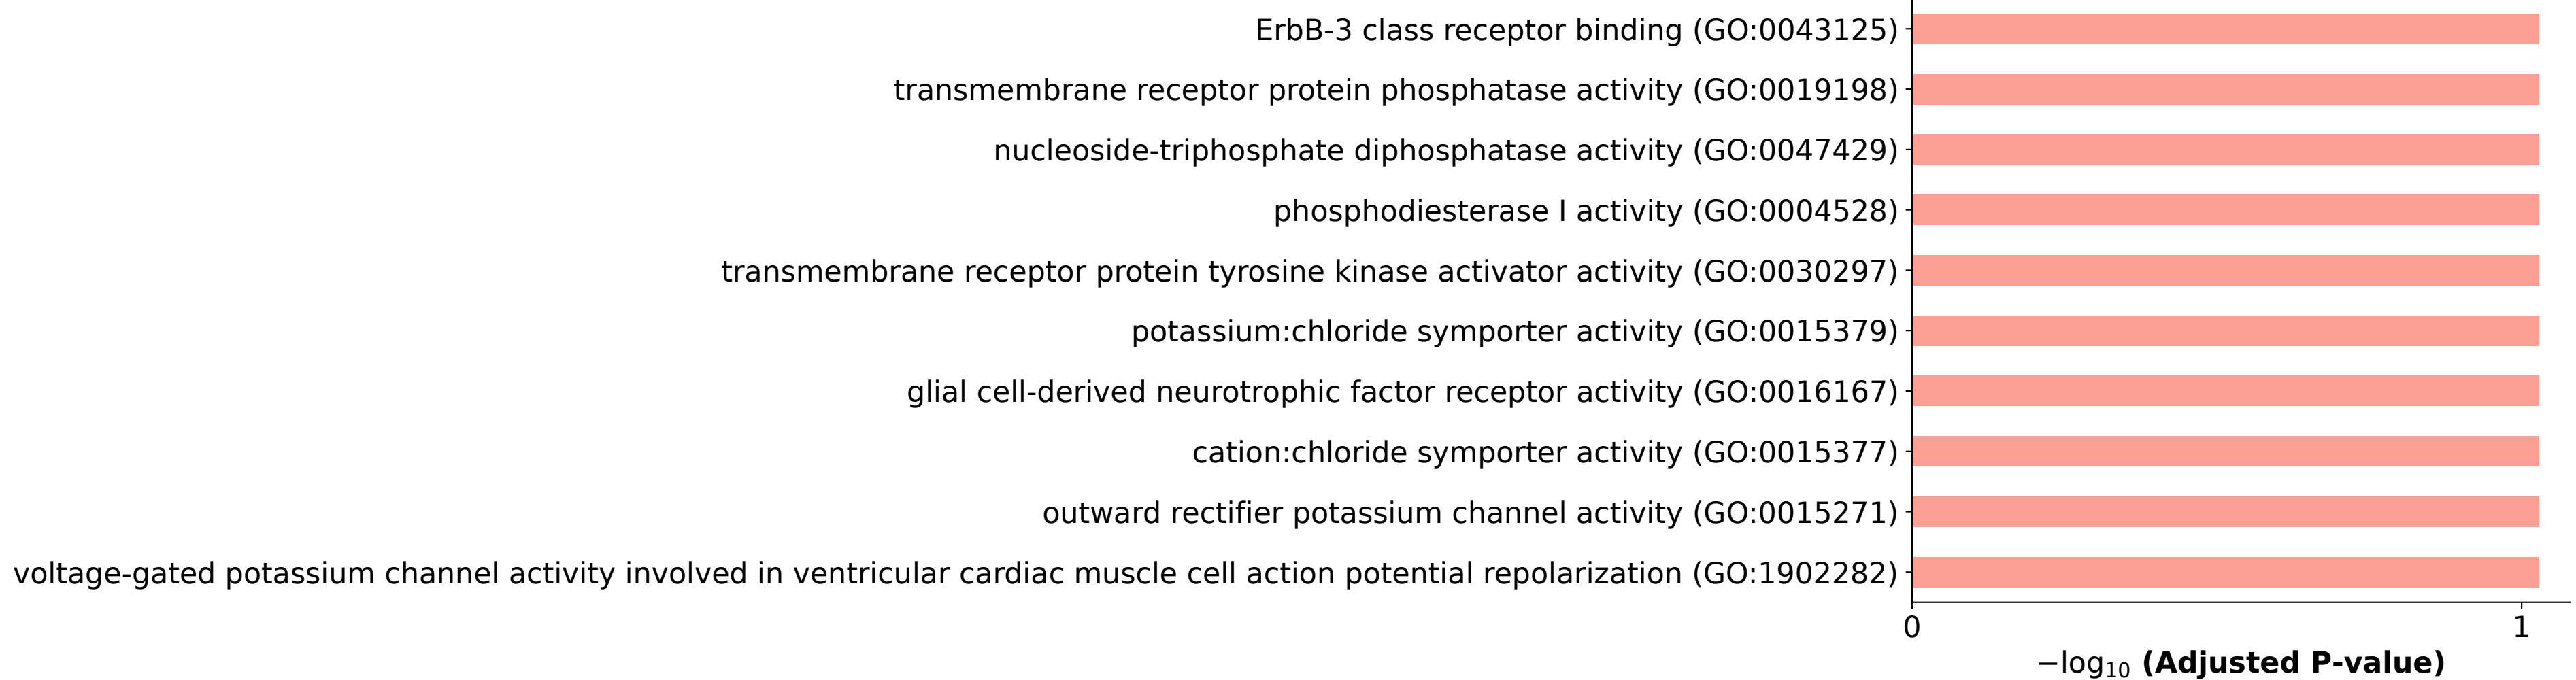 ErbB-3 class receptor binding (GO:0043125)
transmembrane receptor protein phosphatase activity (GO:0019198)
nucleoside-triphosphate diphosphatase activity (GO:0047429)
phosphodiesterase I activity (GO:0004528)
transmembrane receptor protein tyrosine kinase activator activity (GO:0030297)
potassium:chloride symporter activity (GO:0015379)
glial cell-derived neurotrophic factor receptor activity (GO:0016167)
cation:chloride symporter activity (GO:0015377)
outward rectifier potassium channel activity (GO:0015271)
voltage-gated potassium channel activity involved in ventricular cardiac muscle cell action potential repolarization (GO:1902282)
0 1
−log₁₀ (Adjusted P-value)